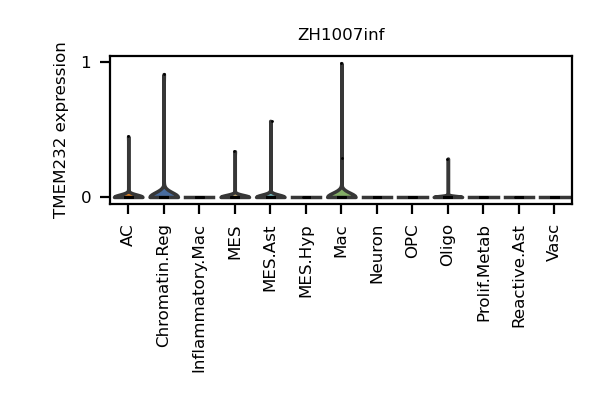 ZH1007inf
TMEM232 expression
1
0
AC
Chromatin.Reg
Inflammatory.Mac
MES
MES.Ast
MES.Hyp
Mac
Neuron
OPC
Oligo
Prolif.Metab
Reactive.Ast
Vasc